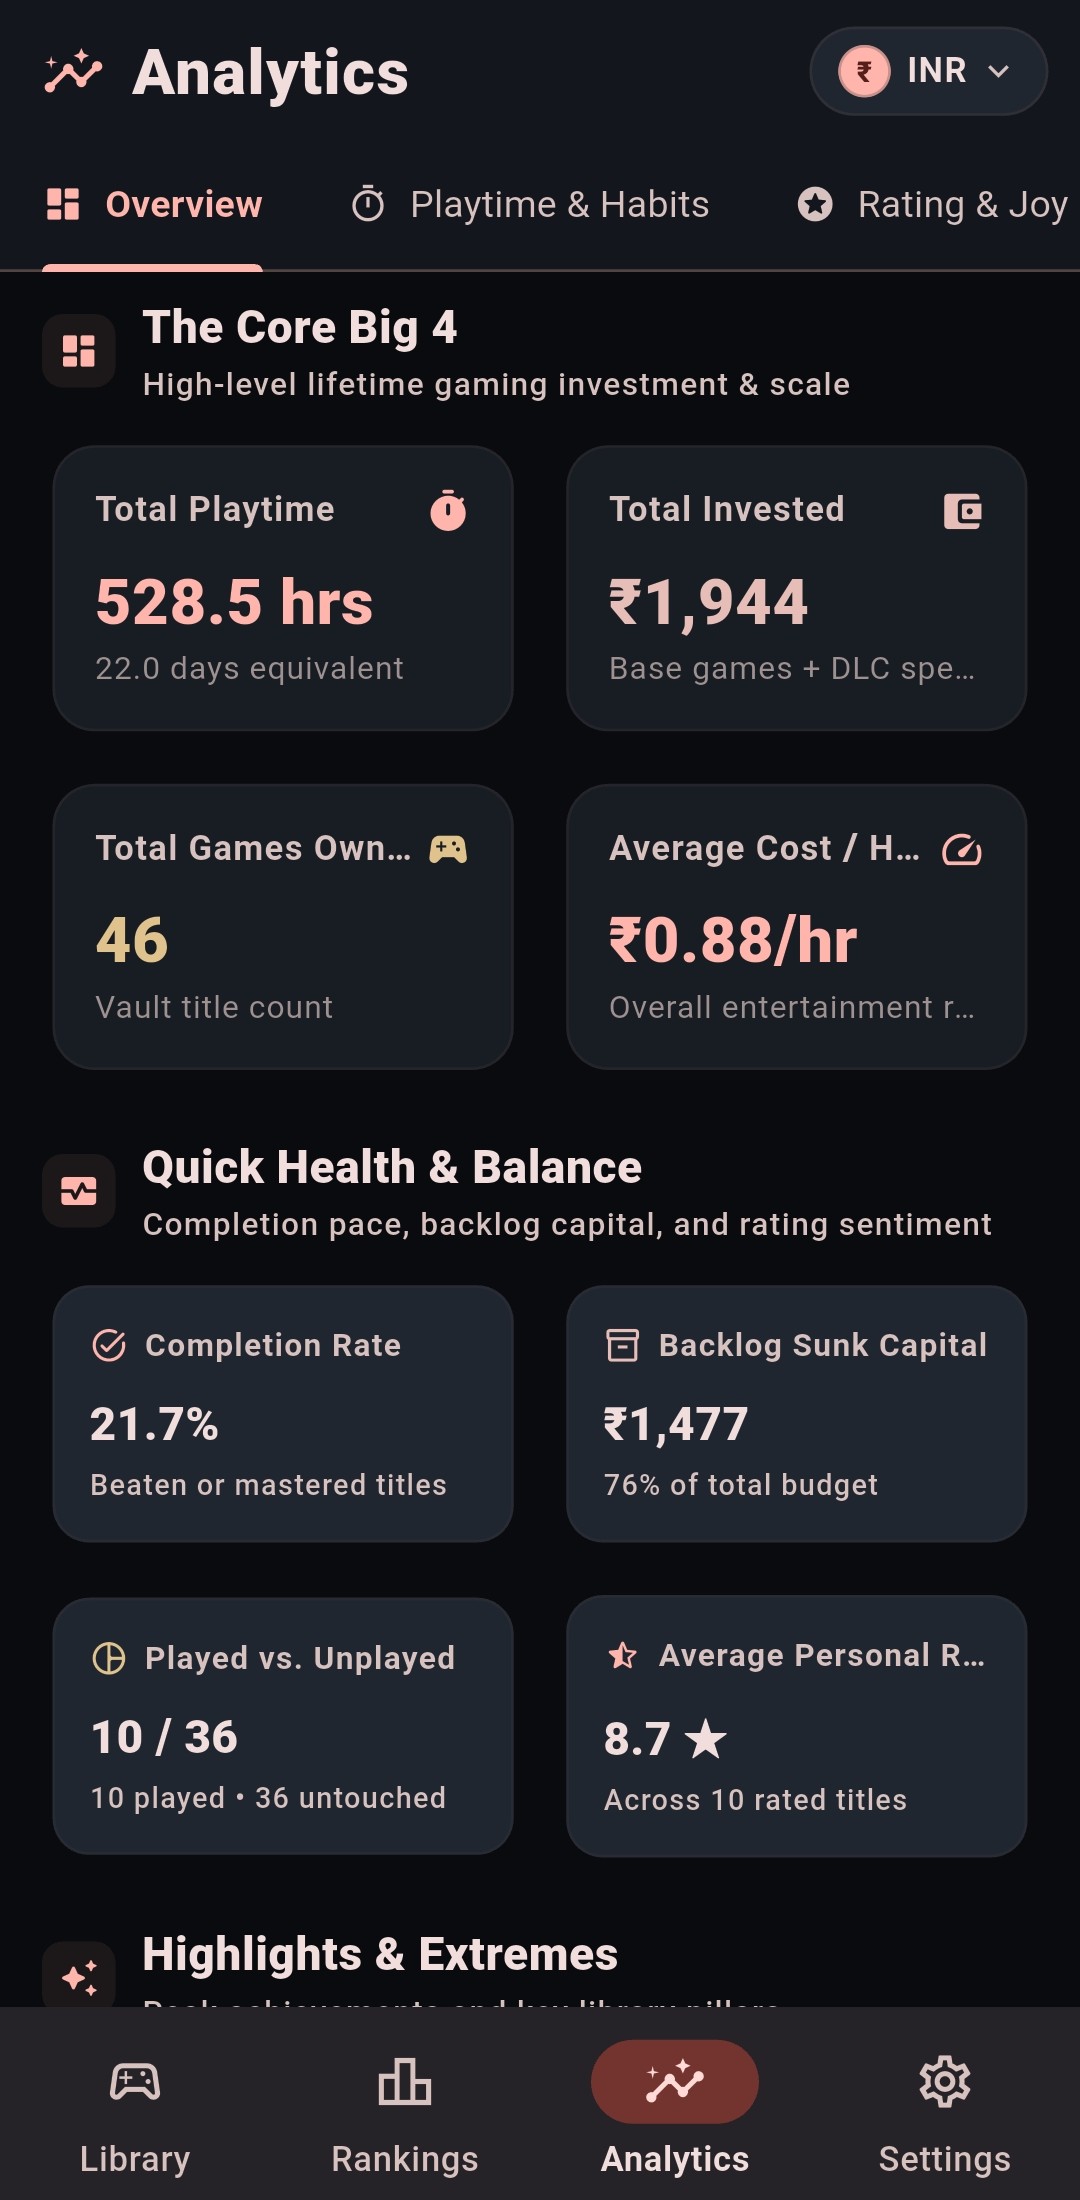 Analytics
₹ INR
Overview
Playtime & Habits
Rating & Joy
The Core Big 4
High-level lifetime gaming investment & scale
Total Playtime
528.5 hrs
22.0 days equivalent
Total Invested
₹1,944
Base games + DLC spe…
Total Games Own…
46
Vault title count
Average Cost / H…
₹0.88/hr
Overall entertainment r…
Quick Health & Balance
Completion pace, backlog capital, and rating sentiment
Completion Rate
21.7%
Beaten or mastered titles
Backlog Sunk Capital
₹1,477
76% of total budget
Played vs. Unplayed
10 / 36
10 played • 36 untouched
Average Personal R…
8.7 ★
Across 10 rated titles
Highlights & Extremes
Library
Rankings
Analytics
Settings